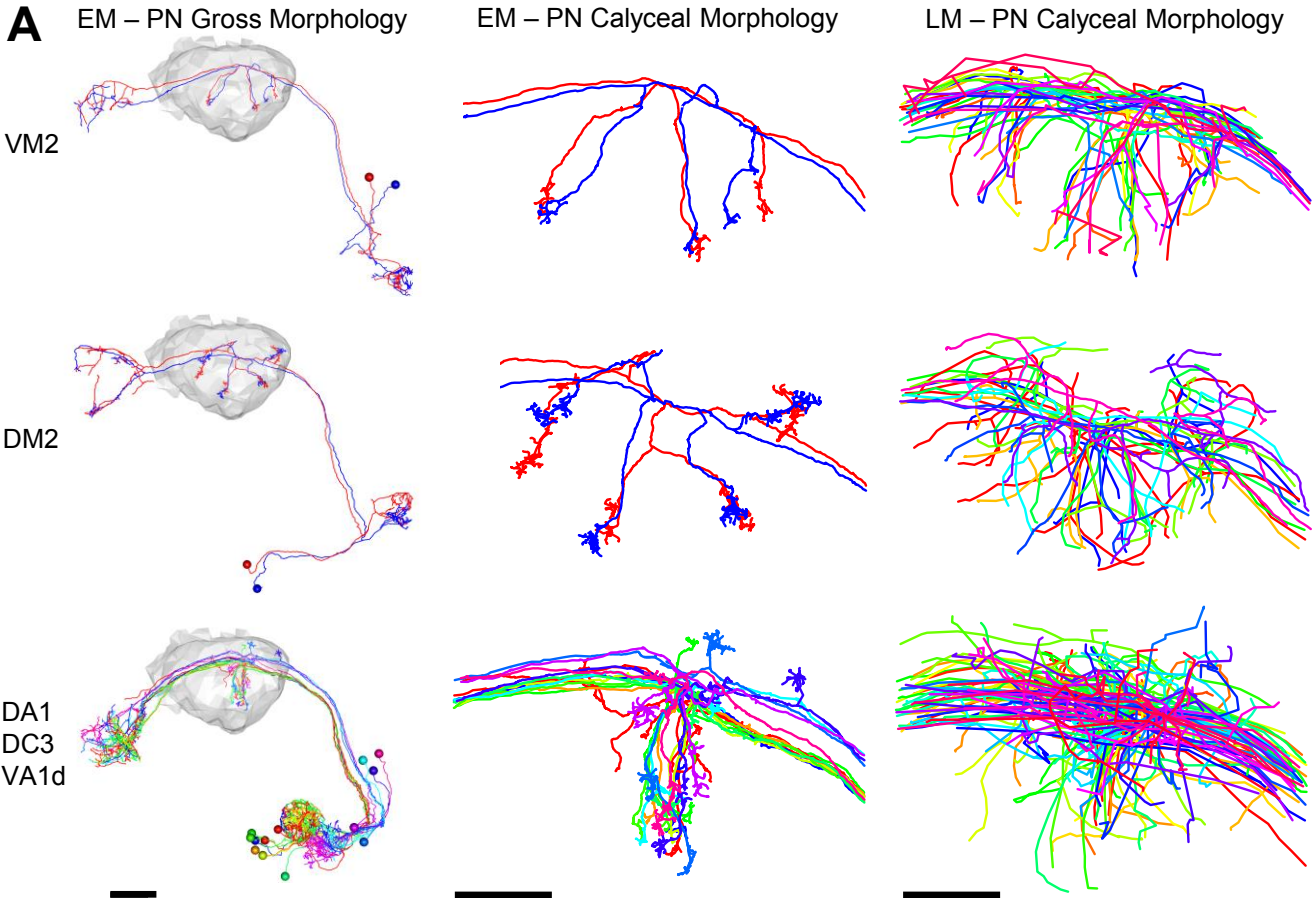 A
EM – PN Gross Morphology
EM – PN Calyceal Morphology
LM – PN Calyceal Morphology
VM2
DM2
DA1
DC3
VA1d